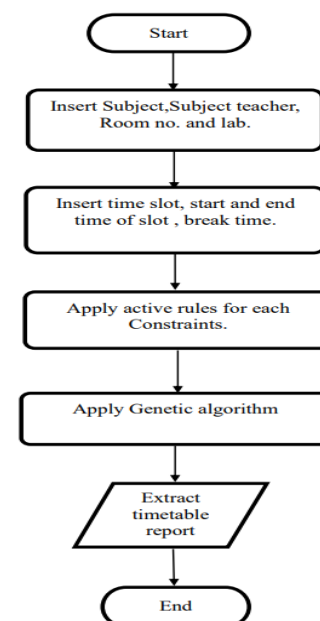 Start
Insert Subject,Subject teacher,
Room no. and lab.
Insert time slot, start and end
time of slot , break time.
Apply active rules for each
Constraints.
Apply Genetic algorithm
Extract
timetable
report
End